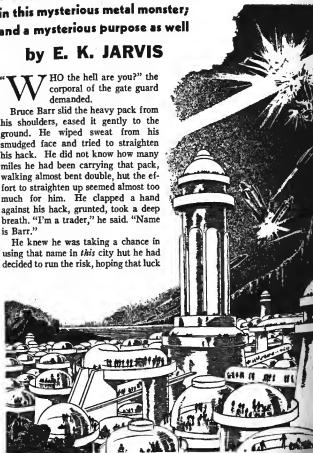 in this mysterious metal monster;
and a mysterious purpose as well
by E. K. JARVIS
"WHO the hell are you?" the
corporal of the gate guard
demanded.
Bruce Barr slid the heavy pack from
his shoulders, eased it gently to the
ground. He wiped sweat from his
smudged face and tried to straighten
his hack. He did not know how many
miles he had been carrying that pack,
walking almost bent double, hut the ef-
fort to straighten up seemed almost too
much for him. He clapped a hand
against his hack, grunted, took a deep
breath. "I'm a trader," he said. "Name
is Barr."
He knew he was taking a chance in
using that name in this city hut he had
decided to run the risk, hoping that luck